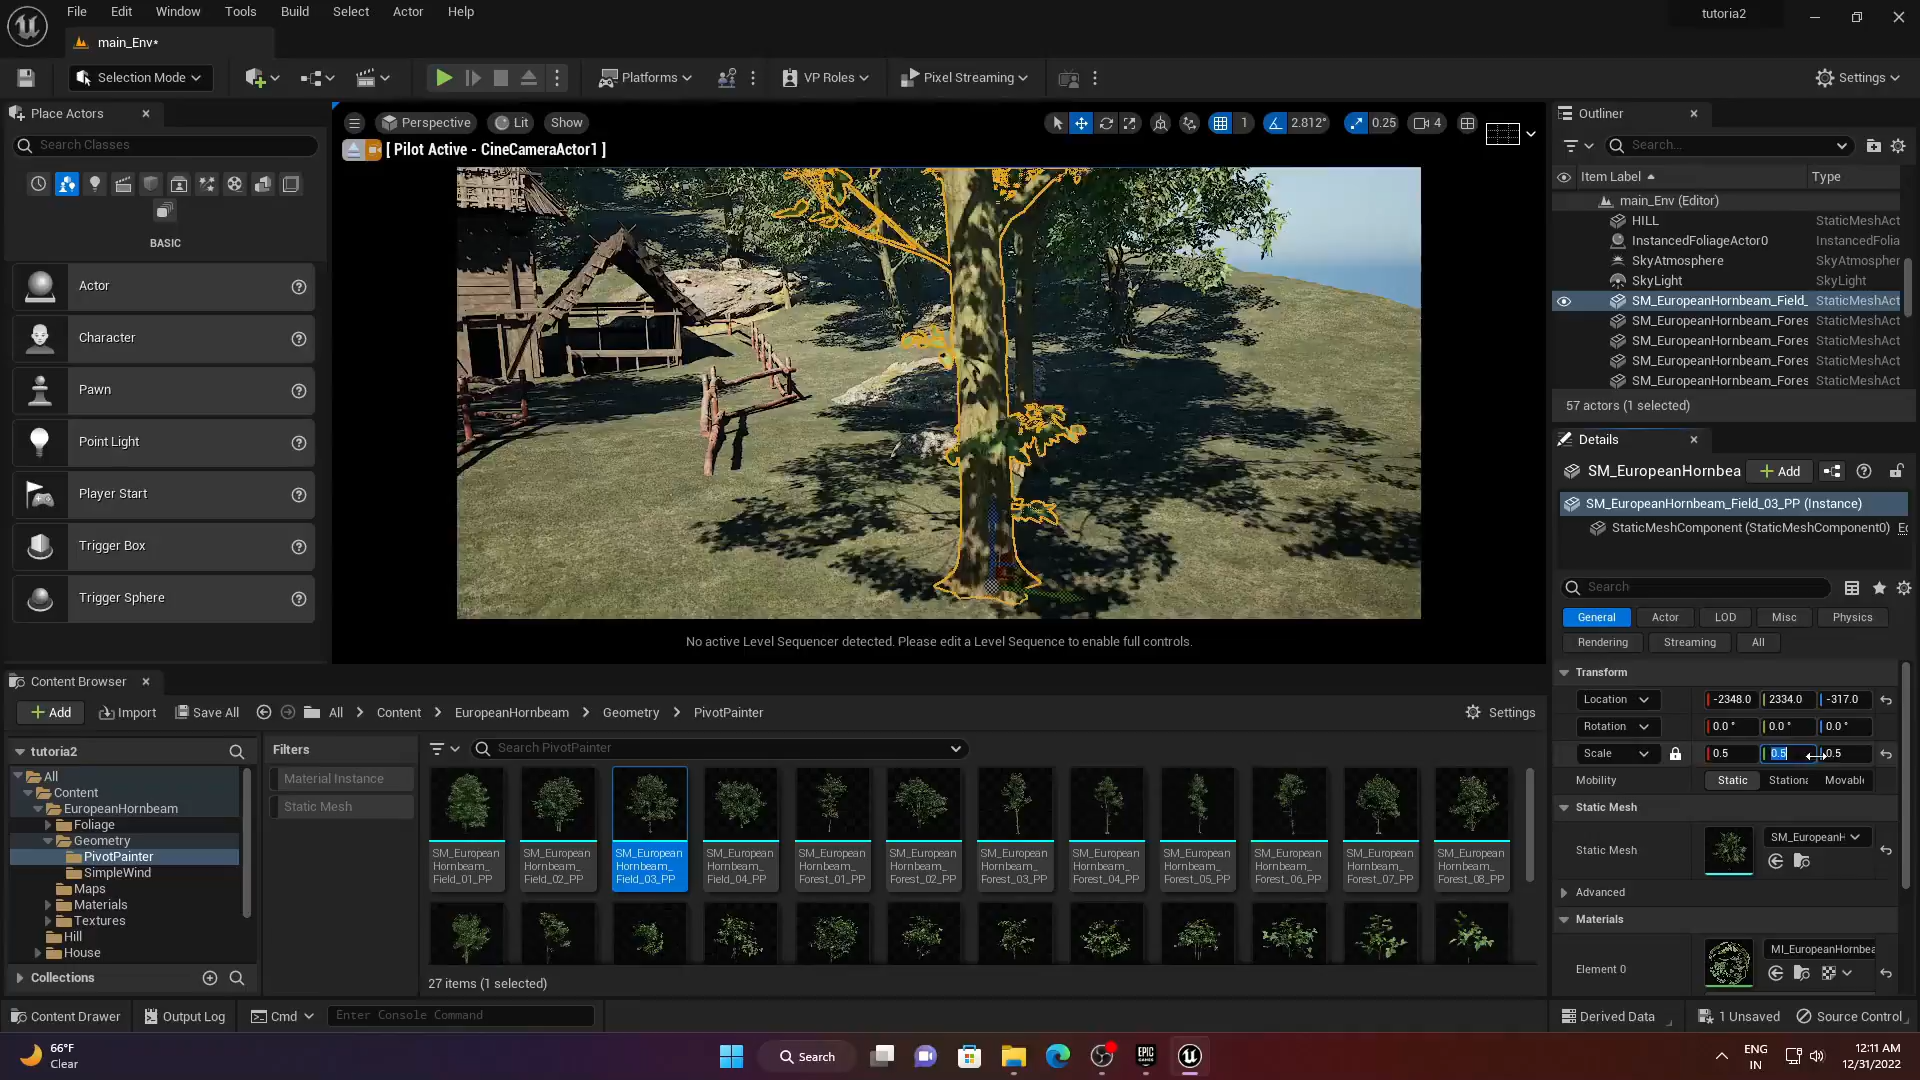 File Edit Window Tools Build Select Actor Help
tutoria2
main_Env*
Selection Mode
Platforms
VP Roles
Pixel Streaming
Settings
Place Actors
Search Classes
BASIC
Actor
Character
Pawn
Point Light
Player Start
Trigger Box
Trigger Sphere
Perspective Lit Show
1 2.812° 0.25 4
[ Pilot Active - CineCameraActor1 ]
No active Level Sequencer detected. Please edit a Level Sequence to enable full controls.
Outliner
Search...
Item Label Type
main_Env (Editor)
HILL StaticMeshAct
InstancedFoliageActor0 InstancedFolia
SkyAtmosphere SkyAtmospher
SkyLight SkyLight
SM_EuropeanHornbeam_Field_ StaticMeshAct
SM_EuropeanHornbeam_Fores StaticMeshAct
SM_EuropeanHornbeam_Fores StaticMeshAct
SM_EuropeanHornbeam_Fores StaticMeshAct
SM_EuropeanHornbeam_Fores StaticMeshAct
57 actors (1 selected)
Details
SM_EuropeanHornbea Add
SM_EuropeanHornbeam_Field_03_PP (Instance)
StaticMeshComponent (StaticMeshComponent0) Ec
Search
General Actor LOD Misc Physics
Rendering Streaming All
Transform
Location -2348.0 2334.0 -317.0
Rotation 0.0 ° 0.0 ° 0.0 °
Scale 0.5 0.5 0.5
Mobility Static Stationa Movable
Static Mesh
Static Mesh SM_EuropeanH
Advanced
Materials
Element 0 MI_EuropeanHornbea
Content Browser
Add Import Save All All Content EuropeanHornbeam Geometry PivotPainter Settings
tutoria2
All
Content
EuropeanHornbeam
Foliage
Geometry
PivotPainter
SimpleWind
Maps
Materials
Textures
Hill
House
Collections
Filters
Material Instance
Static Mesh
Search PivotPainter
SM_European Hornbeam_ Field_01_PP
SM_European Hornbeam_ Field_02_PP
SM_European Hornbeam_ Field_03_PP
SM_European Hornbeam_ Field_04_PP
SM_European Hornbeam_ Forest_01_PP
SM_European Hornbeam_ Forest_02_PP
SM_European Hornbeam_ Forest_03_PP
SM_European Hornbeam_ Forest_04_PP
SM_European Hornbeam_ Forest_05_PP
SM_European Hornbeam_ Forest_06_PP
SM_European Hornbeam_ Forest_07_PP
SM_European Hornbeam_ Forest_08_PP
27 items (1 selected)
Content Drawer Output Log Cmd Enter Console Command
Derived Data 1 Unsaved Source Control
66°F
Clear
Search
EPIC GAMES
ENG
IN
12:11 AM
12/31/2022